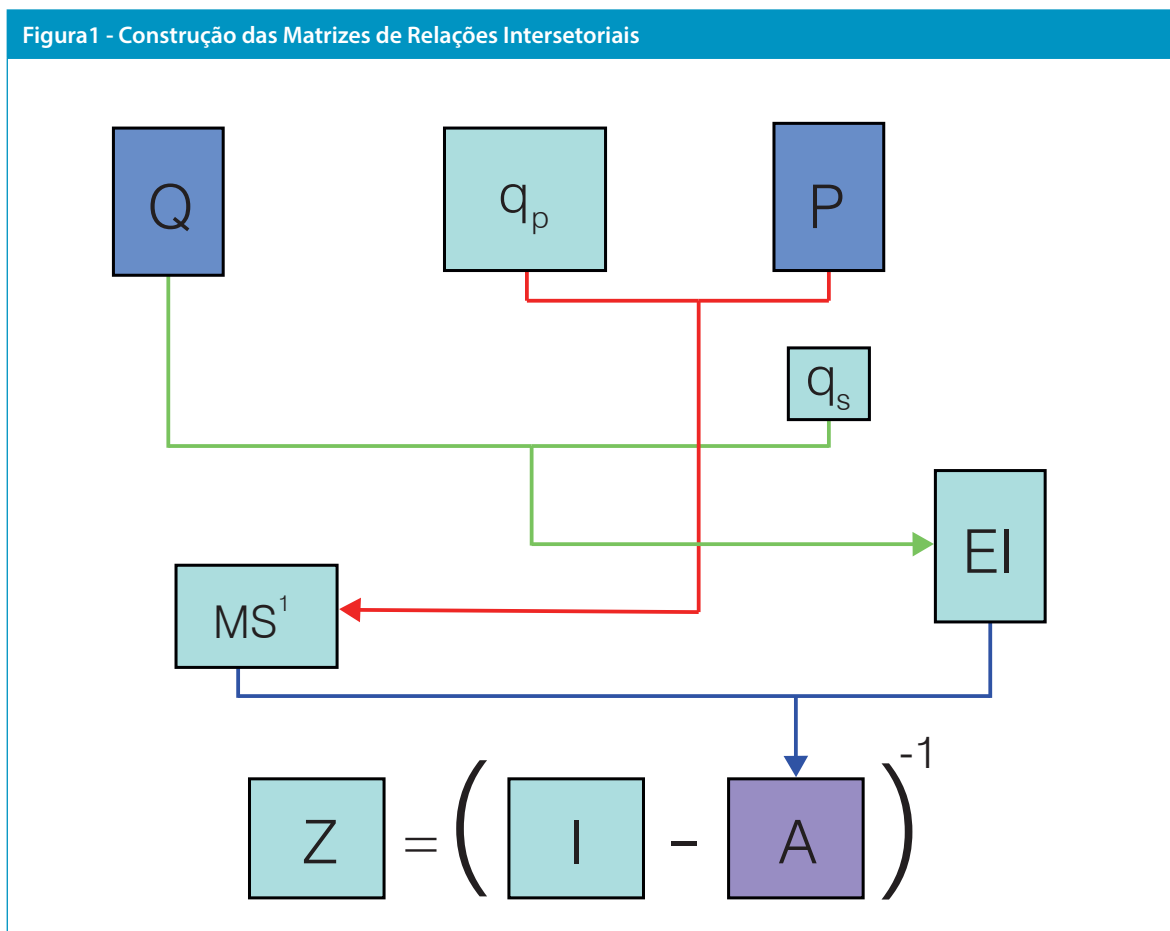 Figura1 - Construção das Matrizes de Relações Intersetoriais
Q
qp
P
qs
EI
MS1
Z = ( I - A )-1